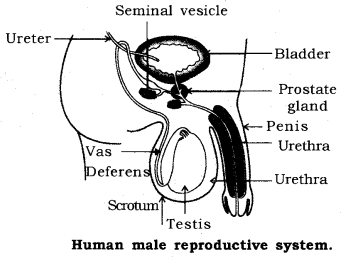 Seminal vesicle
Ureter
Bladder
Prostate
gland
Penis
Urethra
Vas
Deferens
Urethra
Scrotum
Testis
Human male reproductive system.